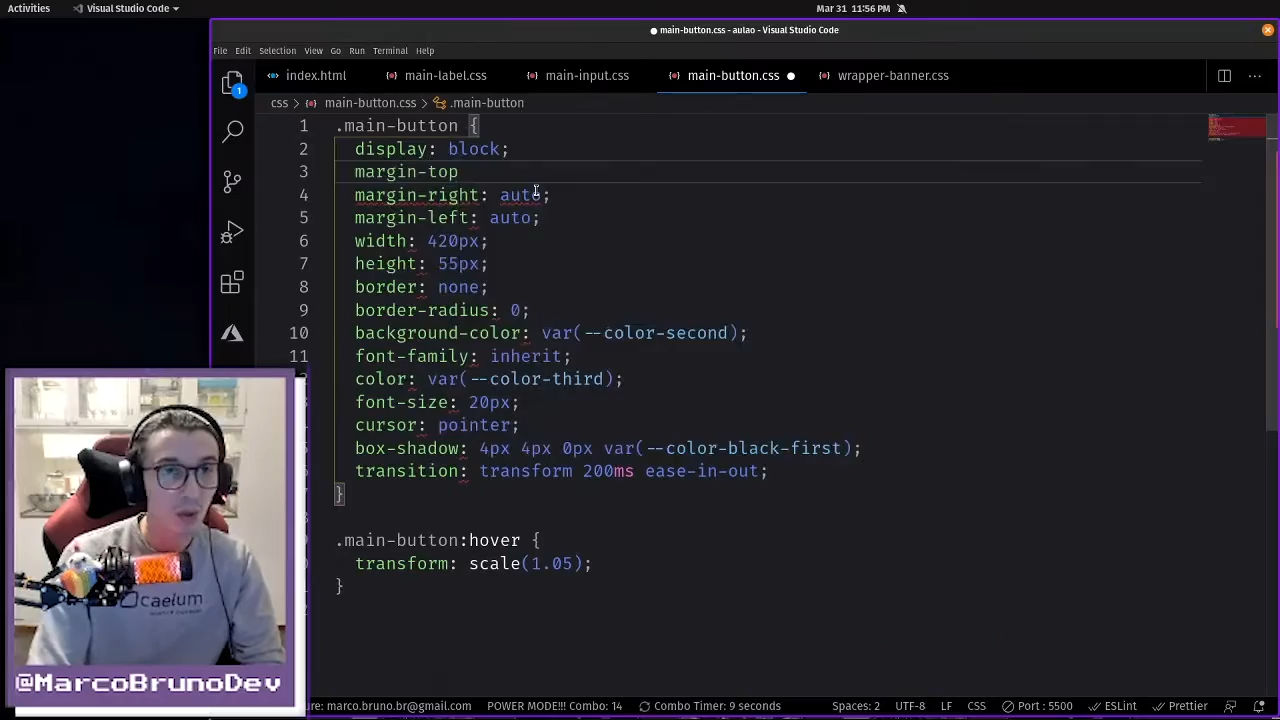 Activities
Visual Studio Code
Mar 31 11:56 PM
main-button.css - aulao - Visual Studio Code
File Edit Selection View Go Run Terminal Help
index.html main-label.css main-input.css main-button.css wrapper-banner.css
css > main-button.css > .main-button
1 .main-button {
2 display: block;
3 margin-top
4 margin-right: auto;
5 margin-left: auto;
6 width: 420px;
7 height: 55px;
8 border: none;
9 border-radius: 0;
10 background-color: var(--color-second);
11 font-family: inherit;
color: var(--color-third);
font-size: 20px;
cursor: pointer;
box-shadow: 4px 4px 0px var(--color-black-first);
transition: transform 200ms ease-in-out;
}
.main-button:hover {
transform: scale(1.05);
}
1
caelum
@MarcoBrunoDev
re: marco.bruno.br@gmail.com POWER MODE!!! Combo: 14 Combo Timer: 9 seconds Spaces: 2 UTF-8 LF CSS Port : 5500 ESLint Prettier